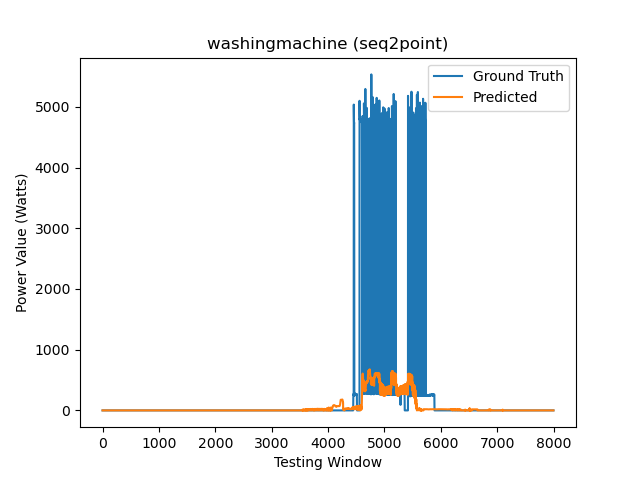 washingmachine (seq2point)
Ground Truth
Predicted
Power Value (Watts)
5000
4000
3000
2000
1000
0
0 1000 2000 3000 4000 5000 6000 7000 8000
Testing Window